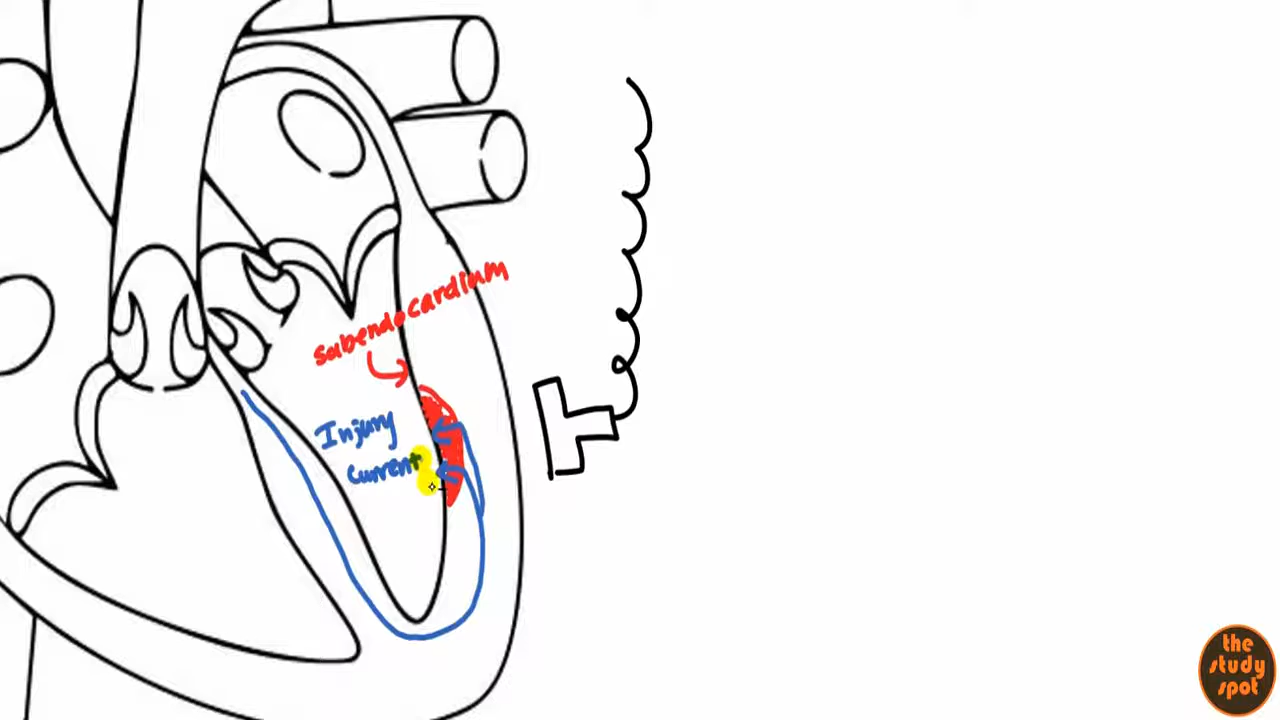 subendocardium
Injury
current
the
study
spot